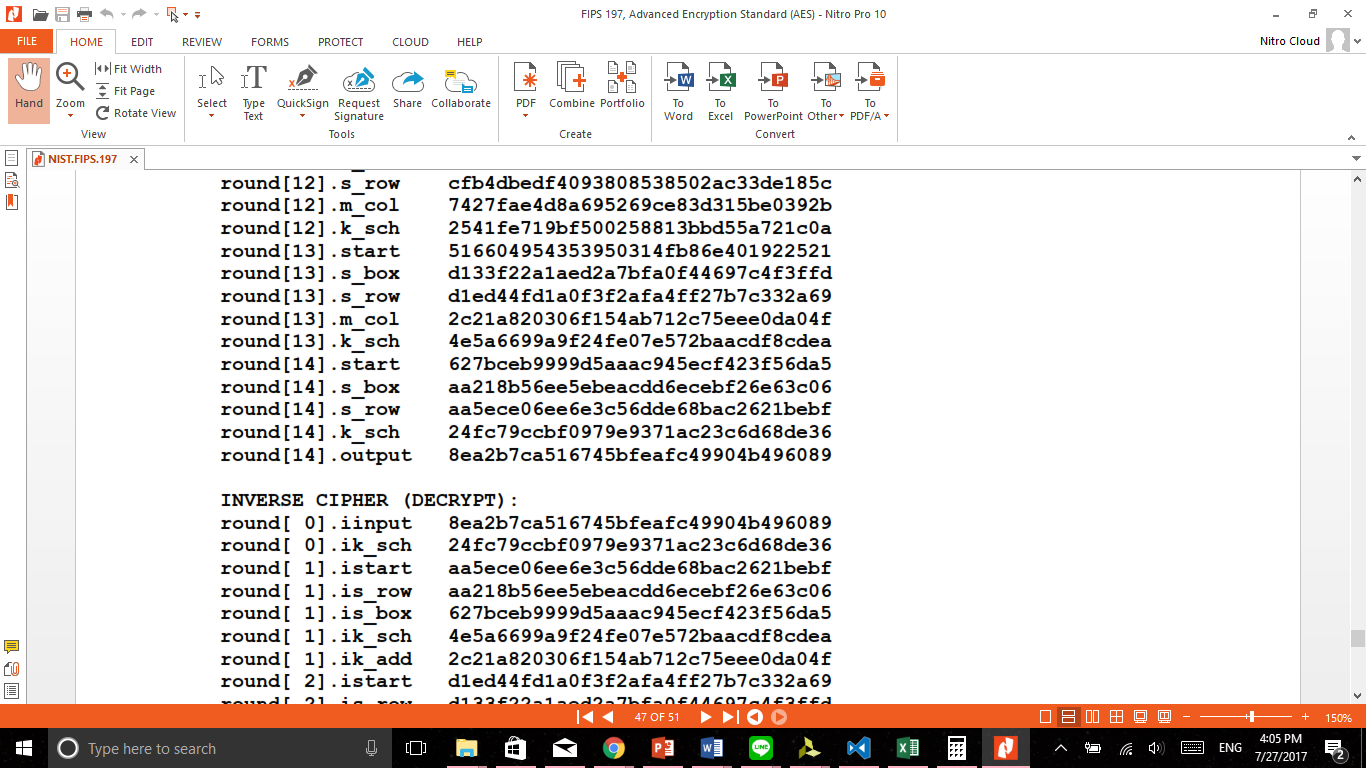 FIPS 197, Advanced Encryption Standard (AES) - Nitro Pro 10
FILE HOME EDIT REVIEW FORMS PROTECT CLOUD HELP Nitro Cloud
Hand Zoom Fit Width Fit Page Rotate View Select Type Text QuickSign Request Signature Share Collaborate PDF Combine Portfolio To Word To Excel To PowerPoint To Other To PDF/A
View Tools Create Convert
NIST.FIPS.197
round[12].s_row cfb4dbedf4093808538502ac33de185c
round[12].m_col 7427fae4d8a695269ce83d315be0392b
round[12].k_sch 2541fe719bf500258813bbd55a721c0a
round[13].start 516604954353950314fb86e401922521
round[13].s_box d133f22a1aed2a7bfa0f44697c4f3ffd
round[13].s_row d1ed44fd1a0f3f2afa4ff27b7c332a69
round[13].m_col 2c21a820306f154ab712c75eee0da04f
round[13].k_sch 4e5a6699a9f24fe07e572baacdf8cdea
round[14].start 627bceb9999d5aaac945ecf423f56da5
round[14].s_box aa218b56ee5ebeacdd6ecebf26e63c06
round[14].s_row aa5ece06ee6e3c56dde68bac2621bebf
round[14].k_sch 24fc79ccbf0979e9371ac23c6d68de36
round[14].output 8ea2b7ca516745bfeafc49904b496089
INVERSE CIPHER (DECRYPT):
round[ 0].iinput 8ea2b7ca516745bfeafc49904b496089
round[ 0].ik_sch 24fc79ccbf0979e9371ac23c6d68de36
round[ 1].istart aa5ece06ee6e3c56dde68bac2621bebf
round[ 1].is_row aa218b56ee5ebeacdd6ecebf26e63c06
round[ 1].is_box 627bceb9999d5aaac945ecf423f56da5
round[ 1].ik_sch 4e5a6699a9f24fe07e572baacdf8cdea
round[ 1].ik_add 2c21a820306f154ab712c75eee0da04f
round[ 2].istart d1ed44fd1a0f3f2afa4ff27b7c332a69
round[ 2].is_row d133f22a1aed2a7bfa0f44697c4f3ffd
47 OF 51 150%
Type here to search
ENG 4:05 PM
7/27/2017 2